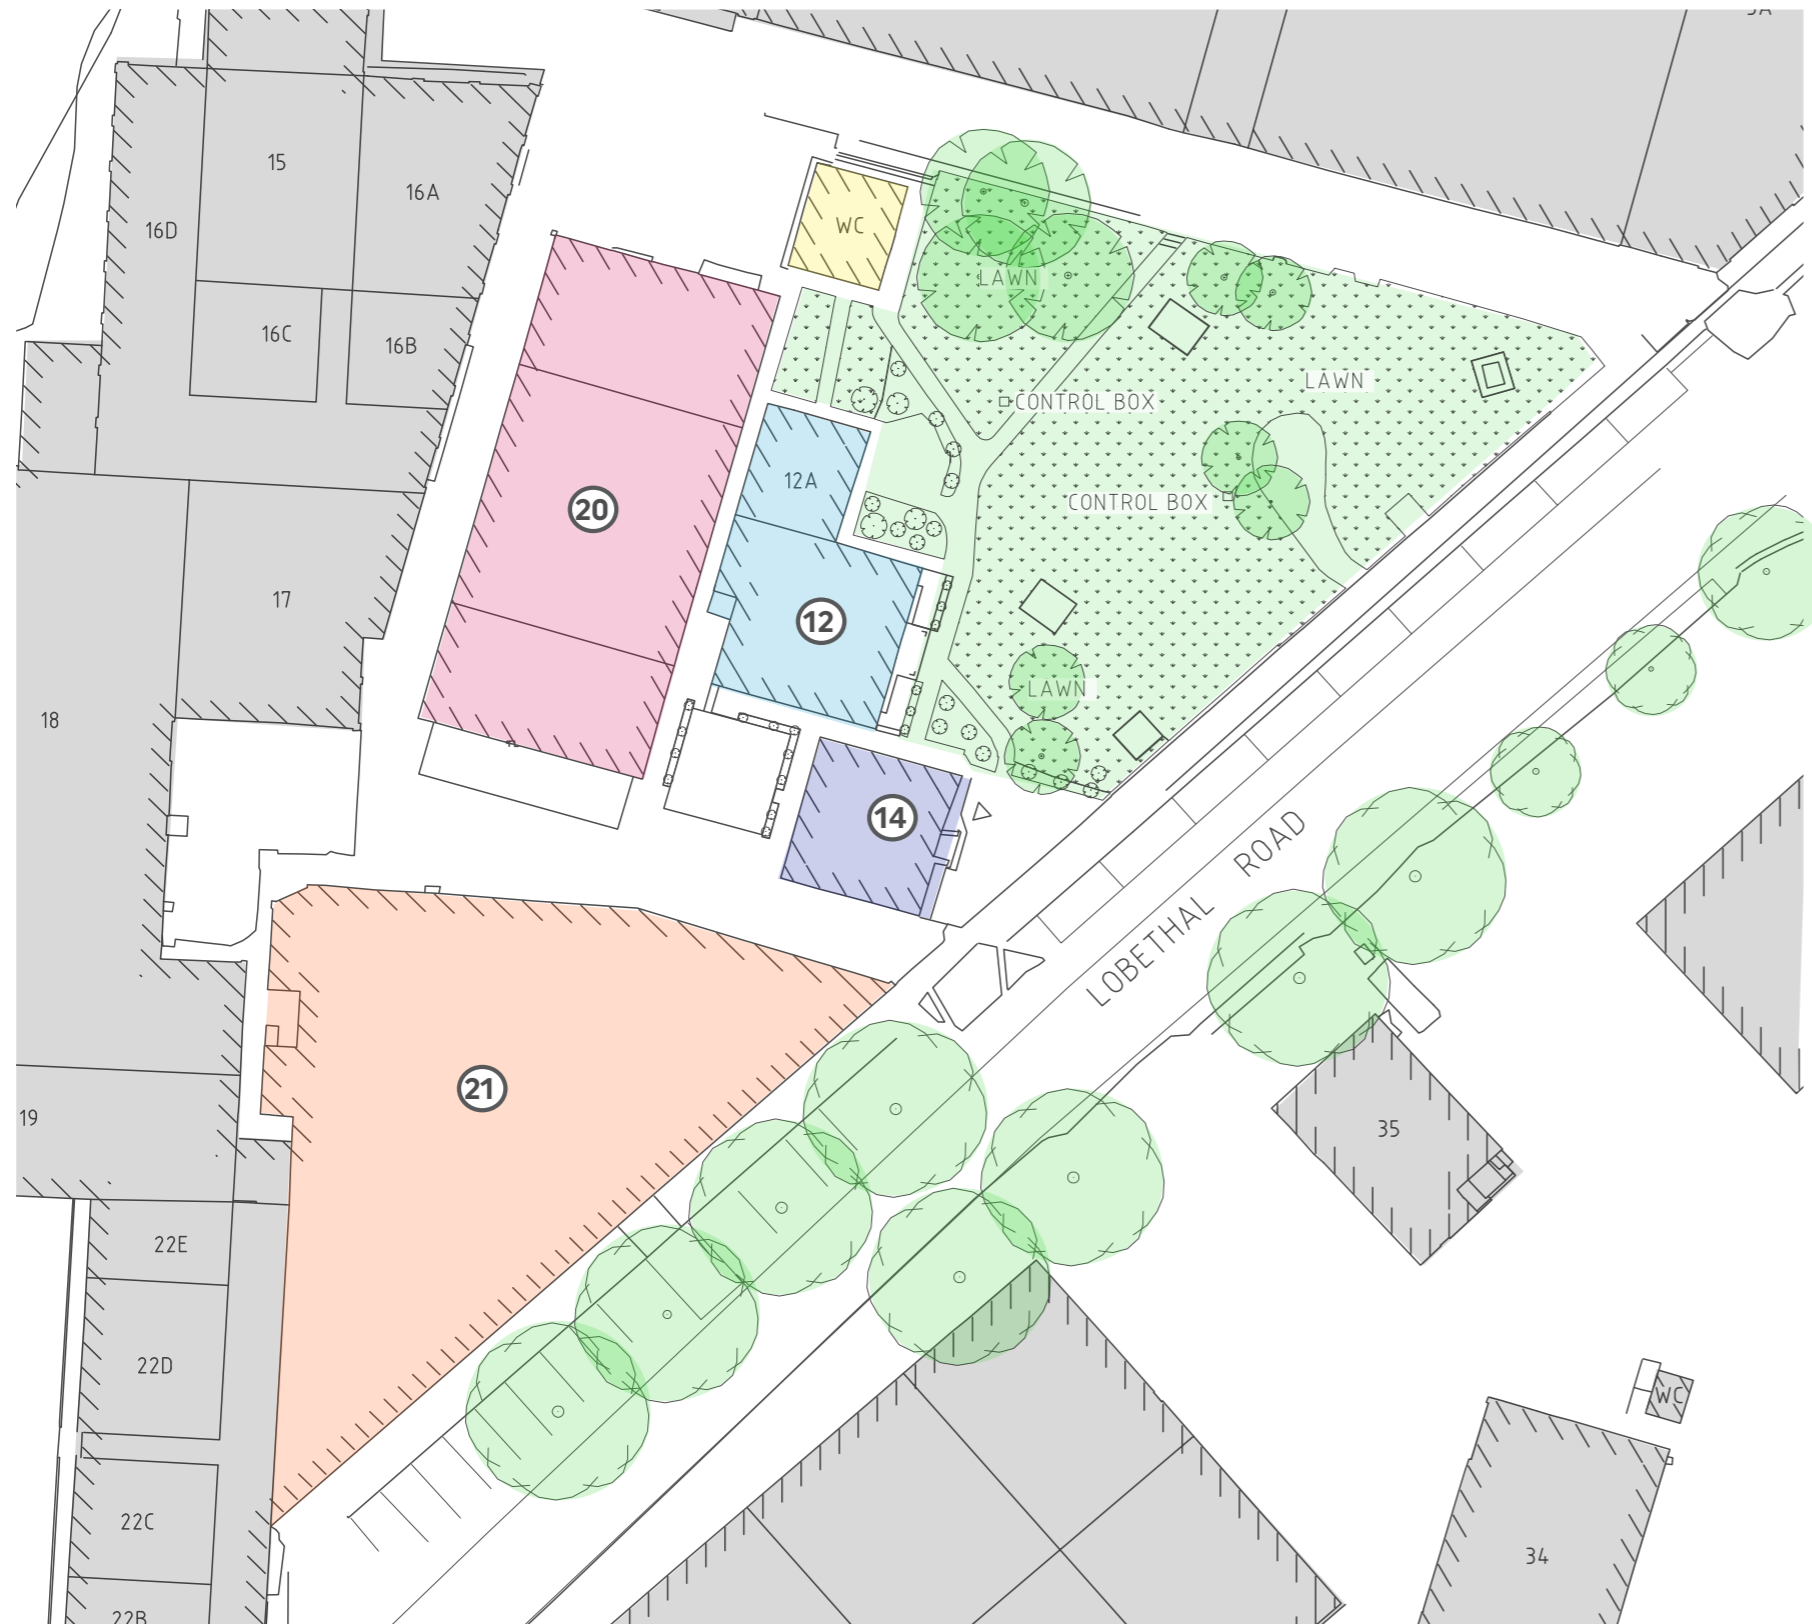 15
16A
16D
WC
LAWN
16C
16B
LAWN
CONTROL BOX
12A
CONTROL BOX
20
17
12
LAWN
18
14
LOBETHAL ROAD
21
19
35
22E
22D
WC
22C
34
22B